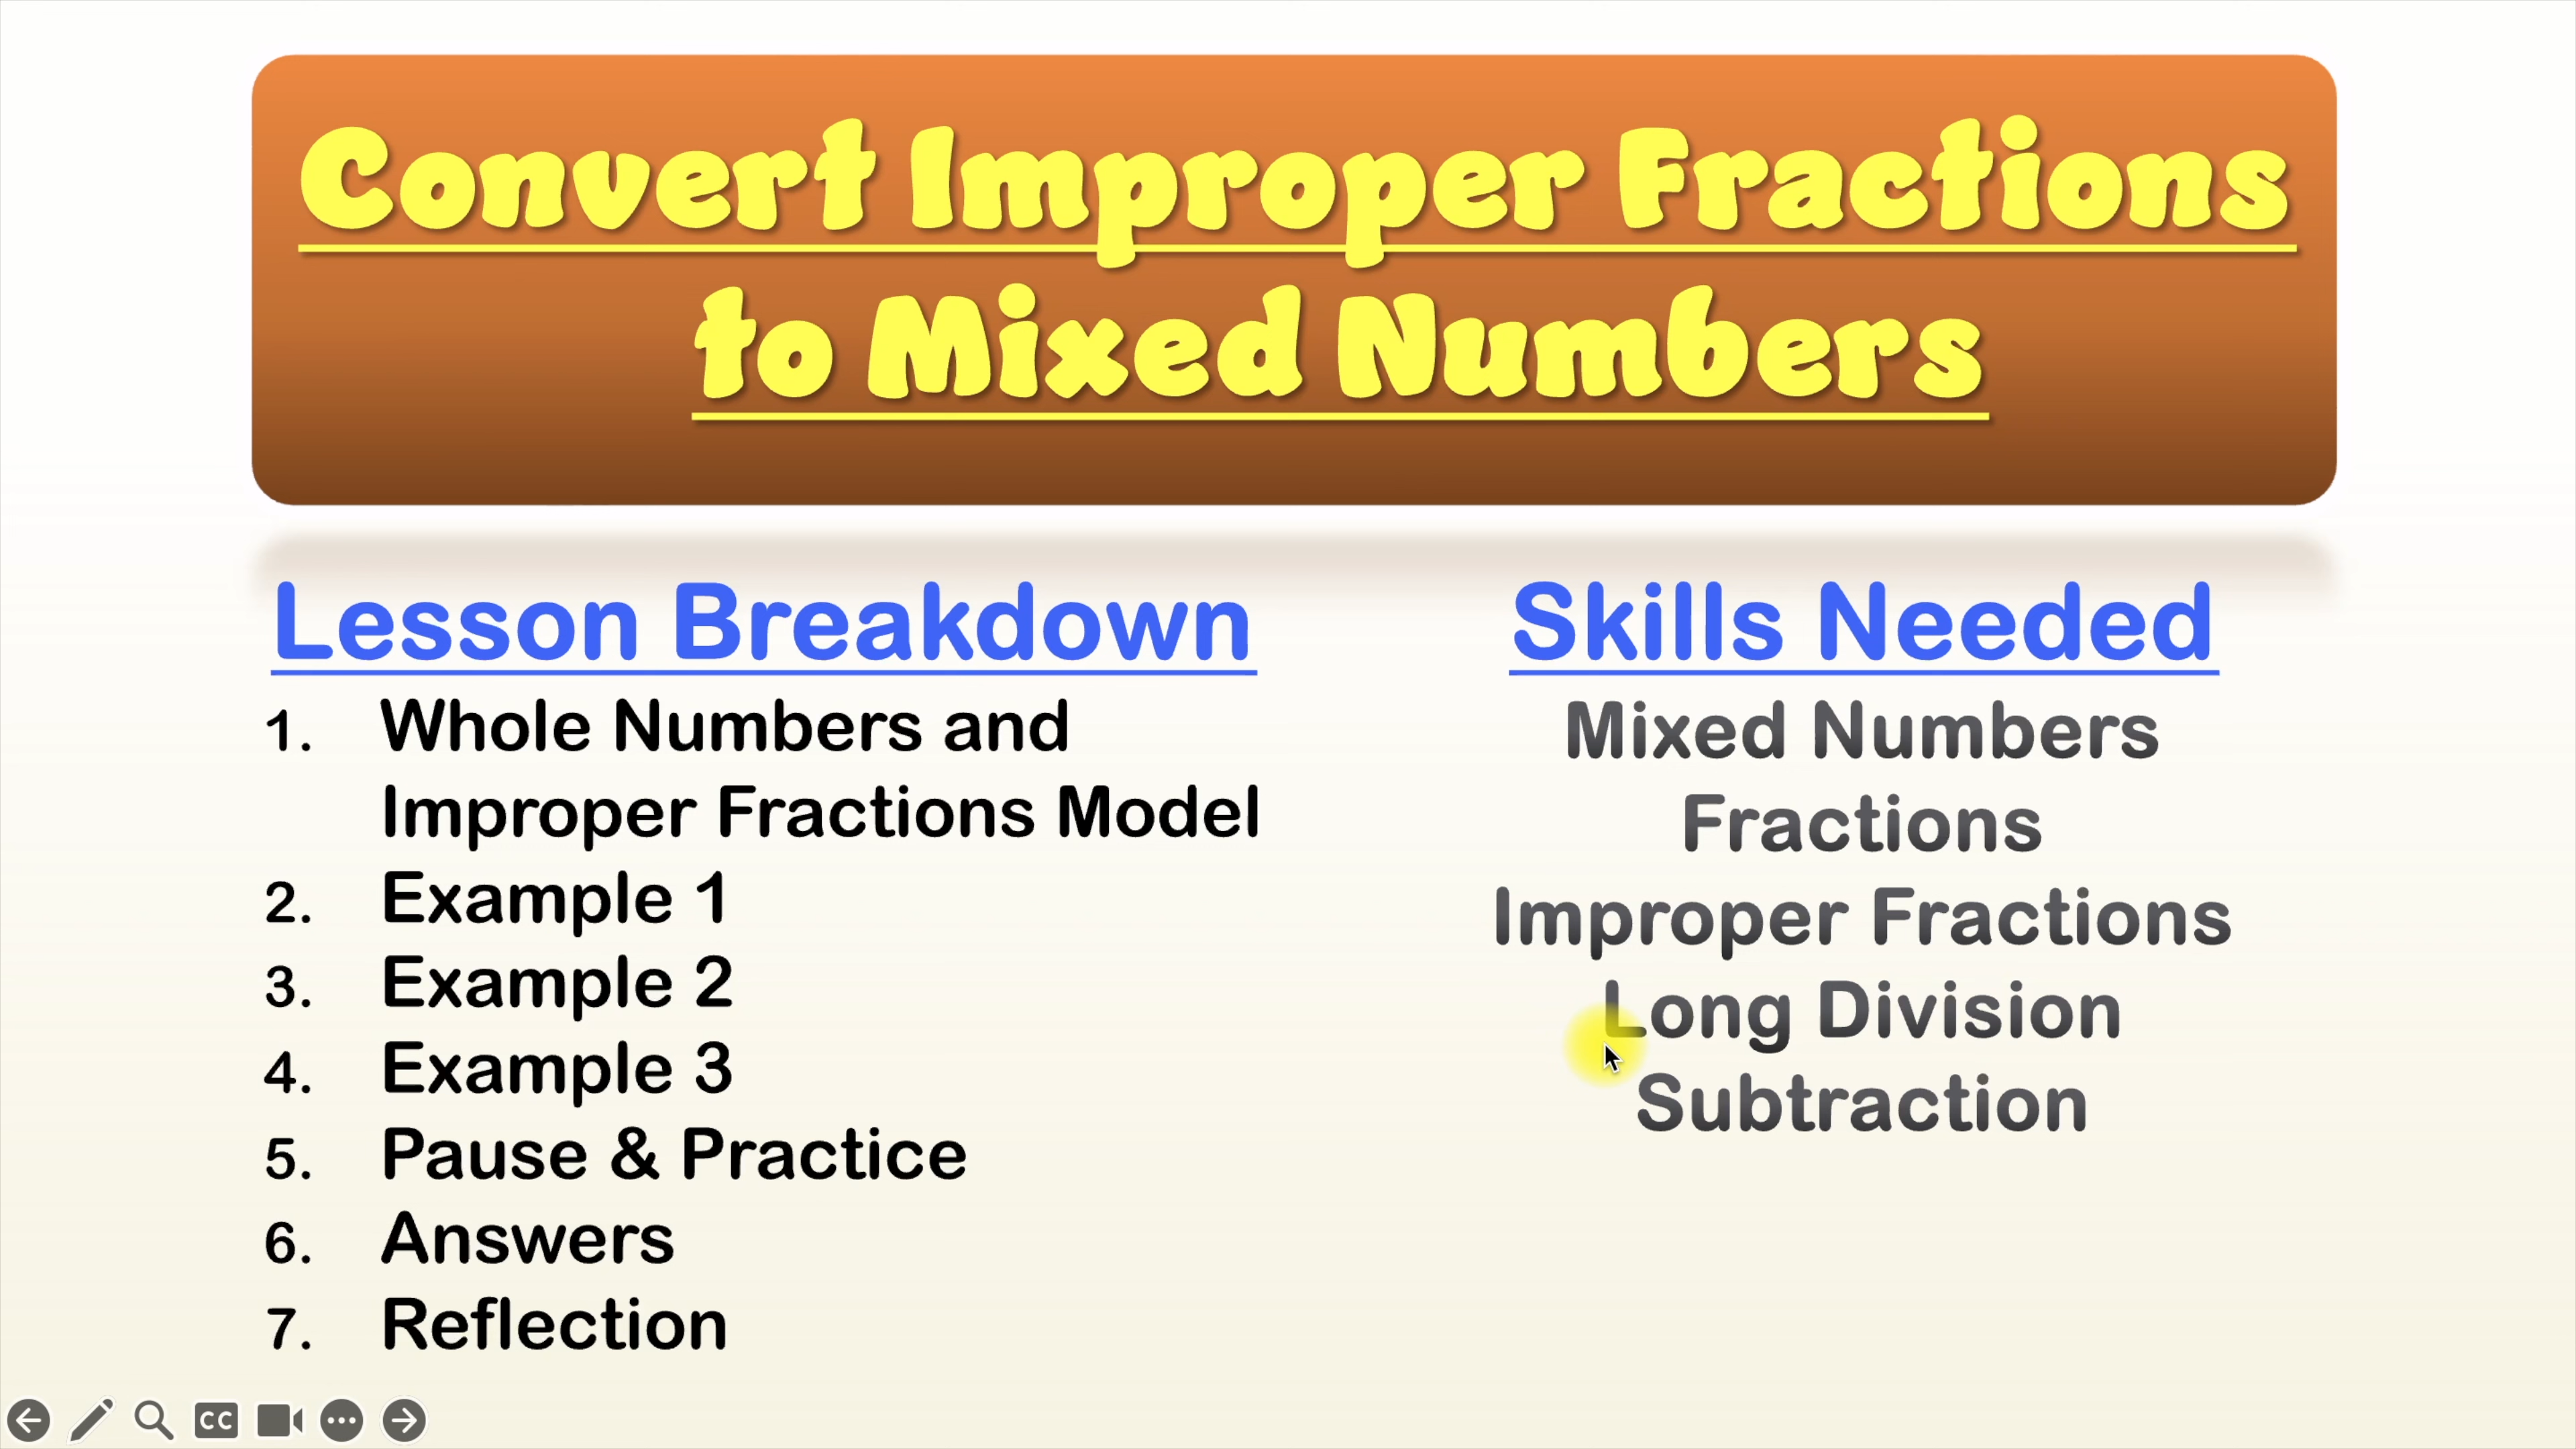 Convert Improper Fractions
to Mixed Numbers
Lesson Breakdown
1. Whole Numbers and
Improper Fractions Model
2. Example 1
3. Example 2
4. Example 3
5. Pause & Practice
6. Answers
7. Reflection
Skills Needed
Mixed Numbers
Fractions
Improper Fractions
Long Division
Subtraction
CC